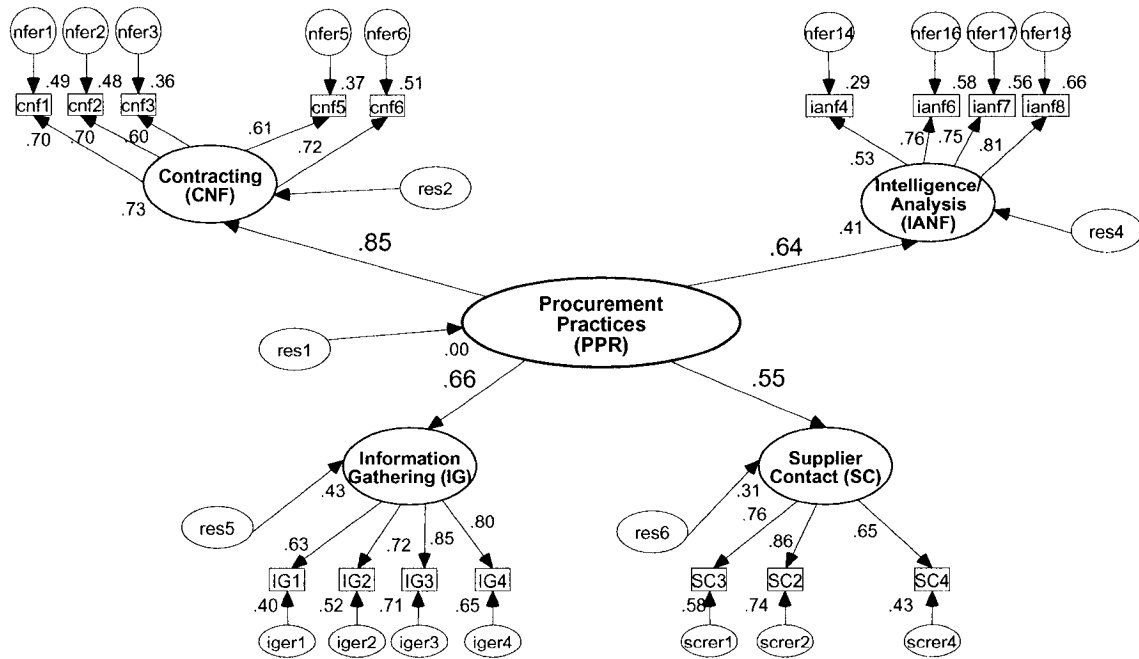 nfer1 nfer2 nfer3 nfer5 nfer6 nfer14 nfer16 nfer17 nfer18
.49 .48 .36 .37 .51 .29 .58 .56 .66
cnf1 cnf2 cnf3 cnf5 cnf6 ianf4 ianf6 ianf7 ianf8
.70 .70 .60 .61 .72 .53 .76 .75 .81
Contracting
(CNF)
.73
res2
Intelligence/
Analysis
(IANF)
.41
res4
.85
.64
Procurement
Practices
(PPR)
.00
res1
.66
.55
Information
Gathering (IG)
.43
res5
Supplier
Contact (SC)
.31
res6
.63 .72 .85 .80
.76 .86 .65
IG1 IG2 IG3 IG4
SC3 SC2 SC4
.40 .52 .71 .65
.58 .74 .43
iger1 iger2 iger3 iger4
screr1 screr2 screr4